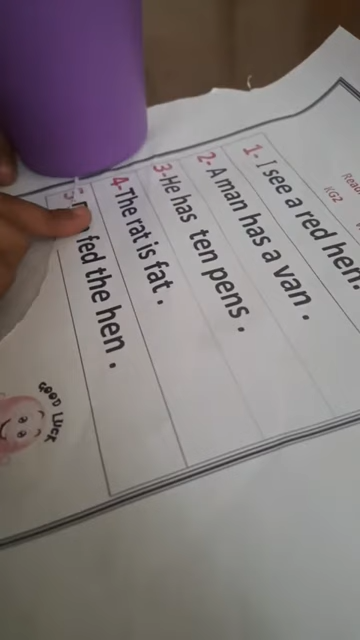 KG2
1- I see a red hen.
2- A man has a van .
3-He has ten pens .
4-The rat is fat .
5- fed the hen .
GOOD LUCK